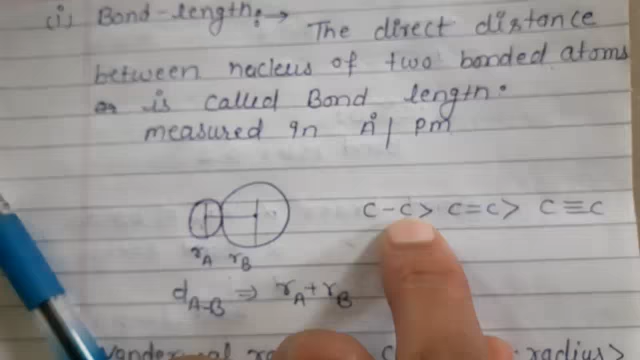 (i) Bond-length:→ The direct distance
between nucleus of two bonded atoms
is called Bond length.
measured in A° | pm
C-C> C=C> C≡C
rA rB
dA-B ⇒ rA+rB
radius>